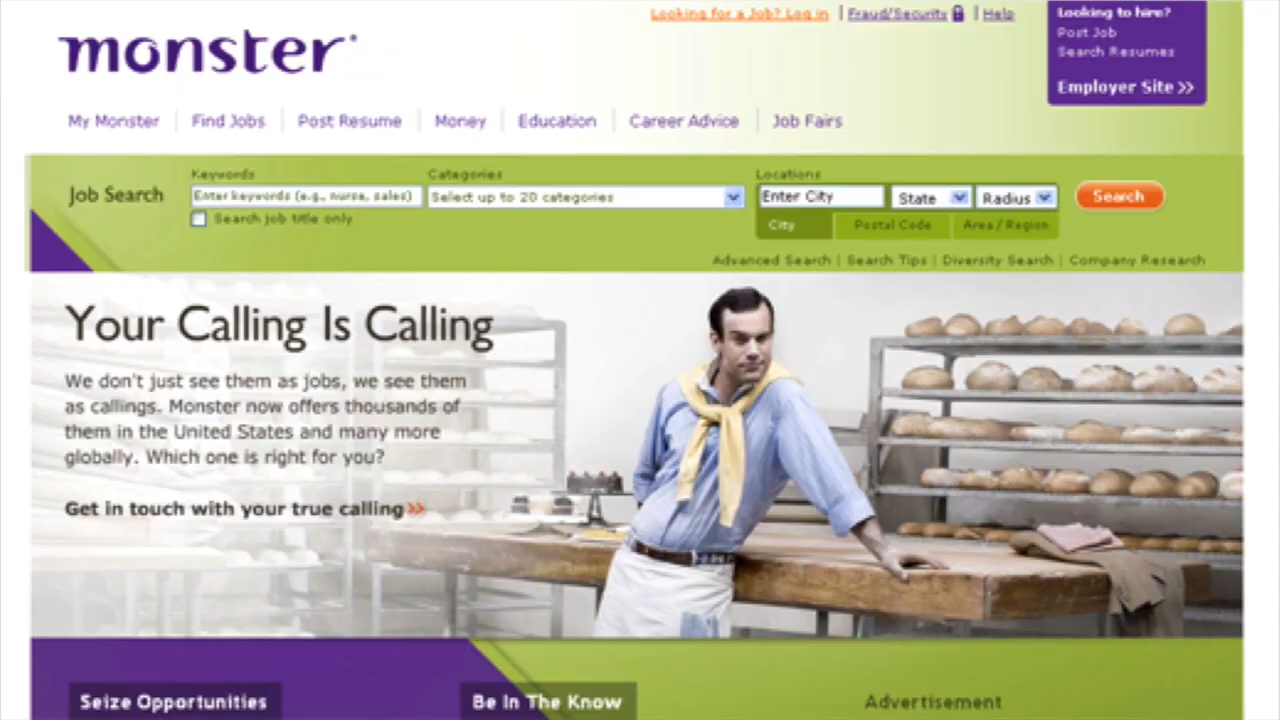 Looking for a Job? Log in | Fraud/Security | Help
Looking to hire?
Post Job
Search Resumes
Employer Site >>
monster
My Monster | Find Jobs | Post Resume | Money | Education | Career Advice | Job Fairs
Job Search
Keywords
Enter keywords (e.g., nurse, sales)
Search job title only
Categories
Select up to 20 categories
Locations
Enter City State Radius
City Postal Code Area / Region
Search
Advanced Search | Search Tips | Diversity Search | Company Research
Your Calling Is Calling
We don't just see them as jobs, we see them
as callings. Monster now offers thousands of
them in the United States and many more
globally. Which one is right for you?
Get in touch with your true calling >>
Seize Opportunities
Be In The Know
Advertisement